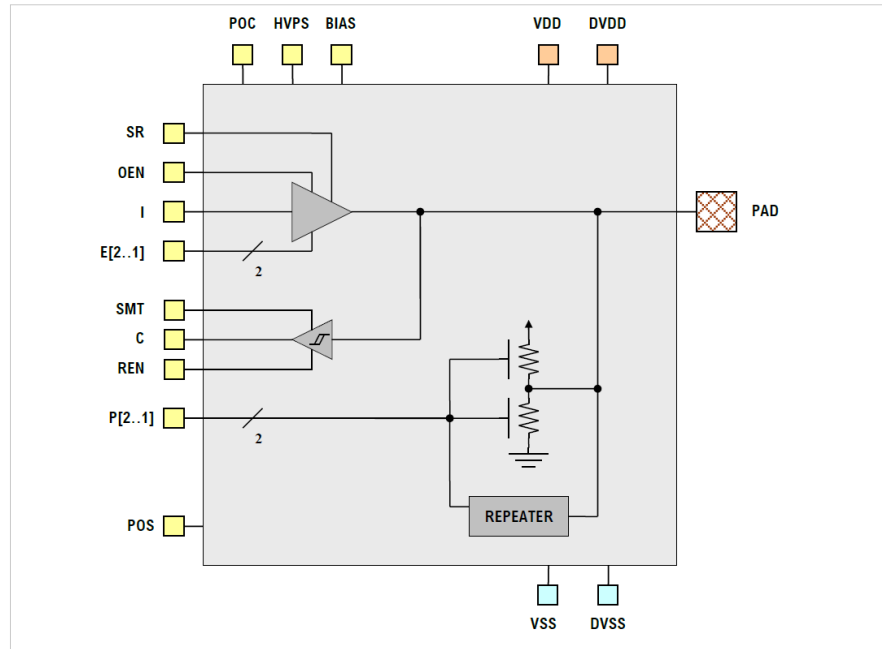 POC HVPS BIAS VDD DVDD
SR
OEN
I
PAD
E[2..1]
2
SMT
C
REN
P[2..1]
2
REPEATER
POS
VSS DVSS